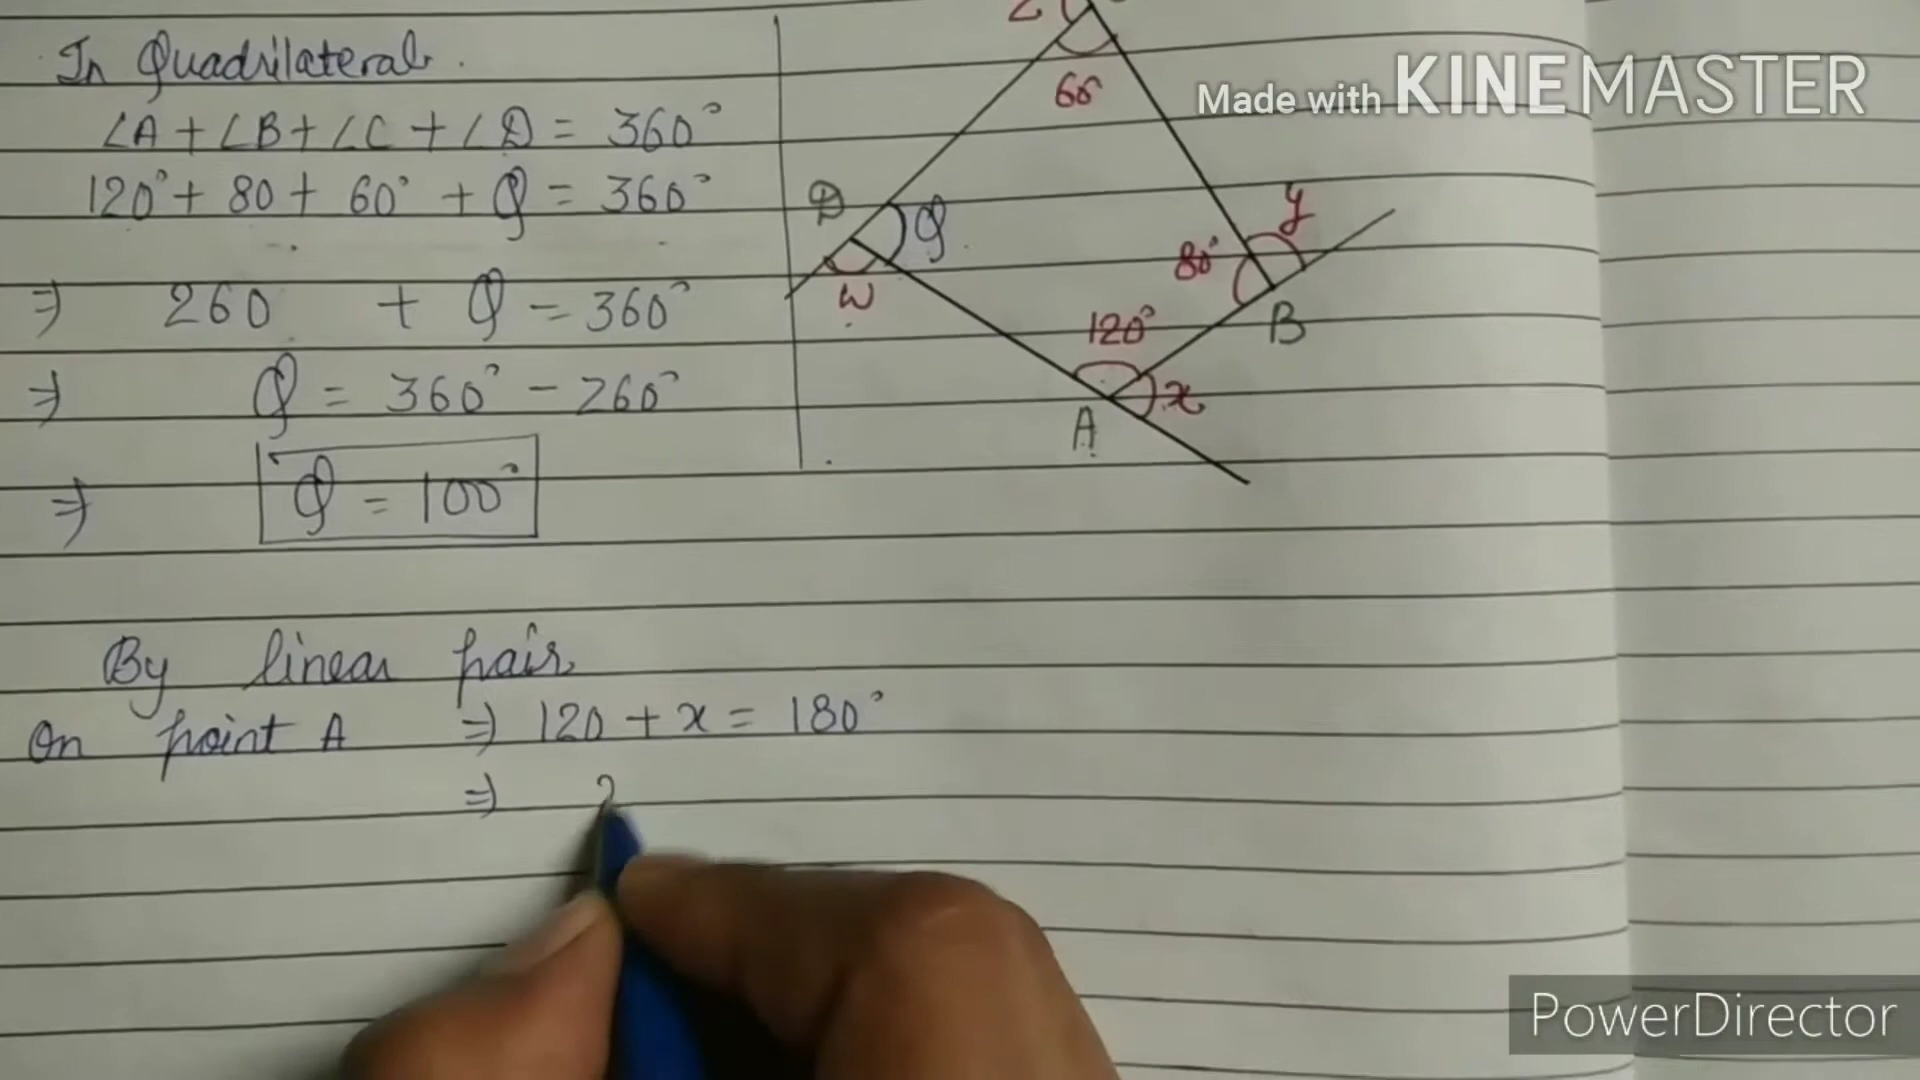 In Quadrilateral.
∠A + ∠B + ∠C + ∠D = 360°
120° + 80 + 60° + Q = 360°
⇒ 260 + Q = 360°
⇒ Q = 360° - 260°
⇒ Q = 100°
By linear pair
On point A ⇒ 120 + x = 180°
⇒
Z
60°
D
Q
w
80°
y
B
120°
x
A
Made with KINEMASTER
PowerDirector